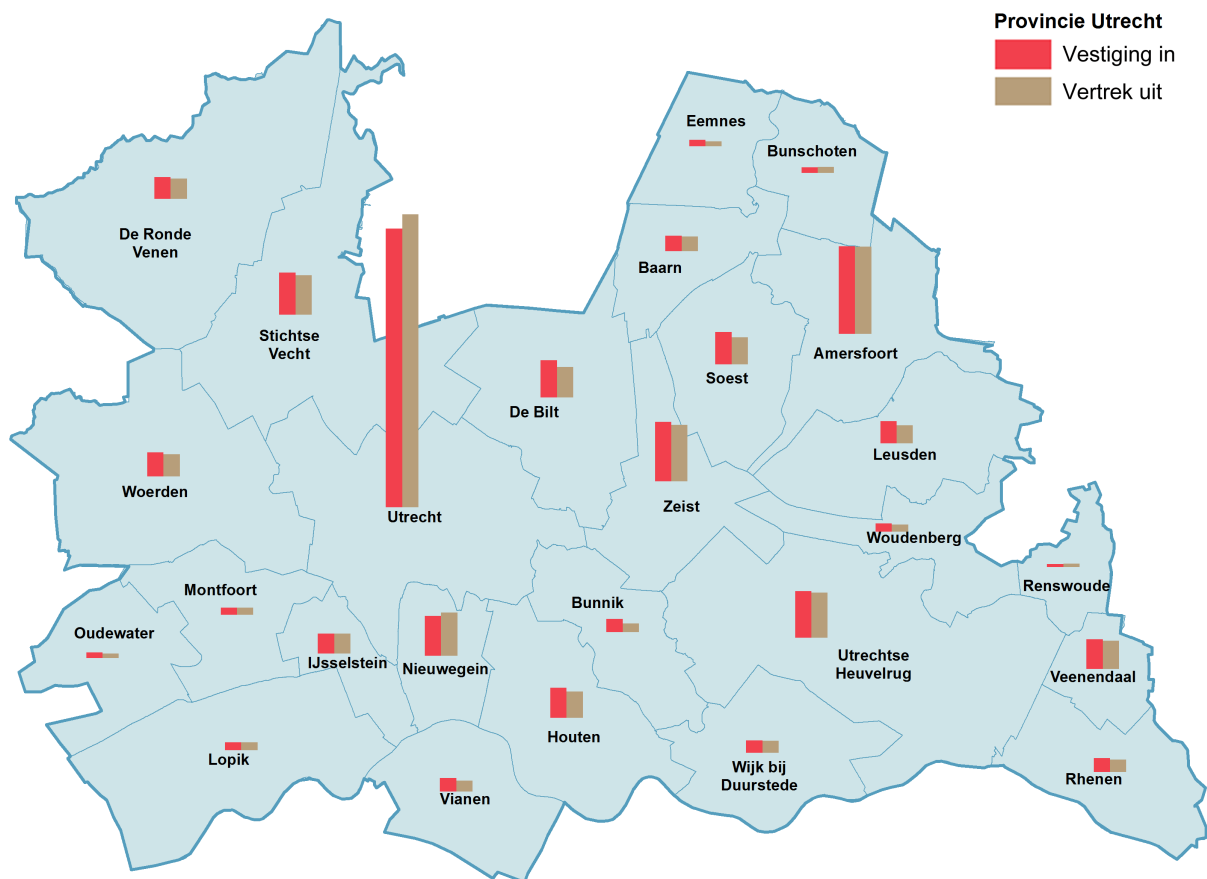 Provincie Utrecht
Vestiging in
Vertrek uit
Eemnes
Bunschoten
De Ronde
Venen
Baarn
Stichtse
Vecht
Amersfoort
Soest
De Bilt
Leusden
Woerden
Zeist
Utrecht
Woudenberg
Renswoude
Montfoort
Bunnik
Oudewater
IJsselstein
Nieuwegein
Utrechtse
Heuvelrug
Veenendaal
Houten
Lopik
Wijk bij
Duurstede
Rhenen
Vianen